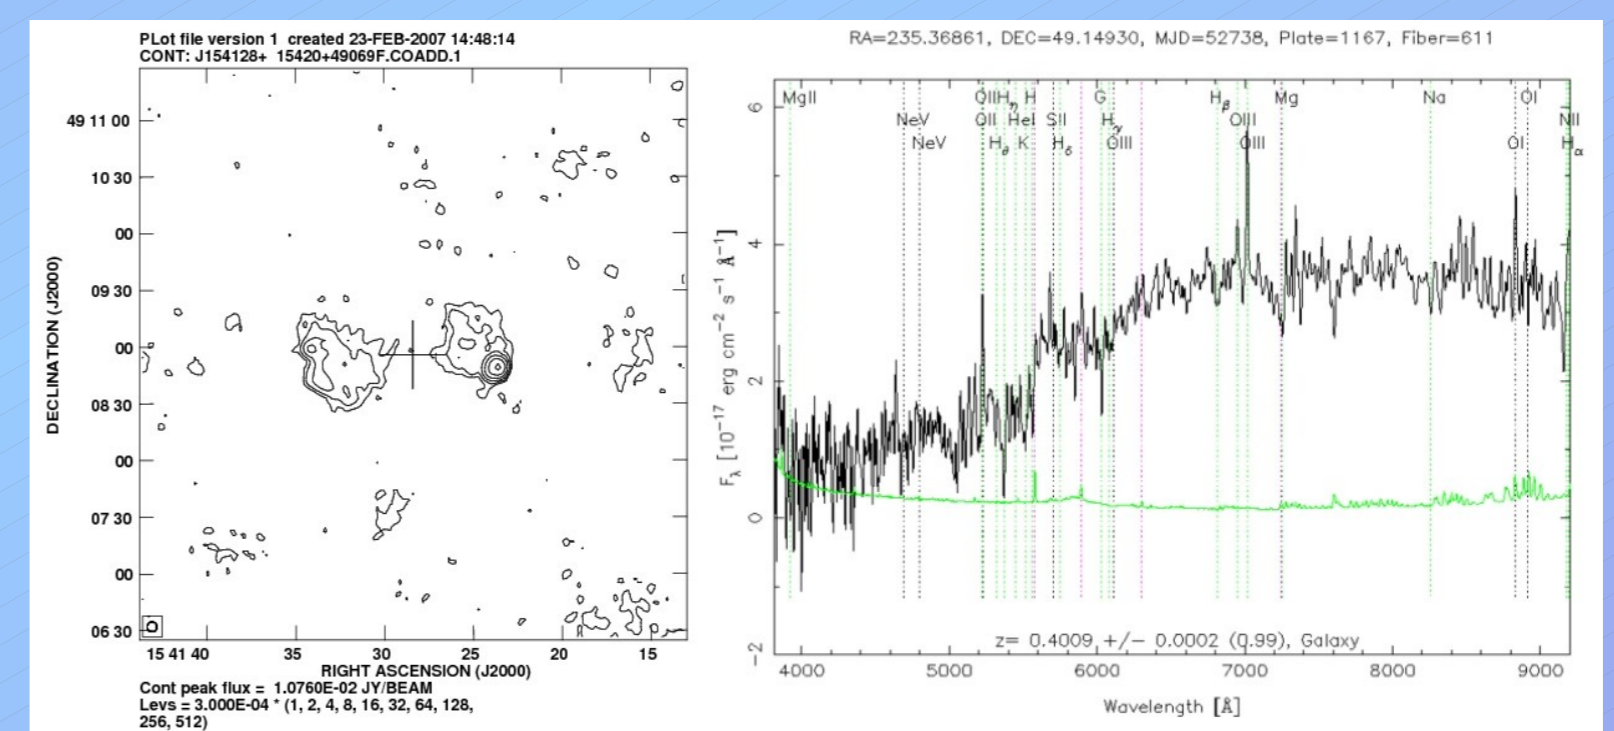 PLot file version 1 created 23-FEB-2007 14:48:14
CONT: J154128+ 15420+49069F.COADD.1
DECLINATION (J2000)
49 11 00
10 30
00
09 30
00
08 30
00
07 30
00
06 30
15 41 40 35 30 25 20 15
RIGHT ASCENSION (J2000)
Cont peak flux = 1.0760E-02 JY/BEAM
Levs = 3.000E-04 * (1, 2, 4, 8, 16, 32, 64, 128,
256, 512)
RA=235.36861, DEC=49.14930, MJD=52738, Plate=1167, Fiber=611
MgII OII Hη H G Hβ Mg Na OI
NeV OII HeI SII Hγ OIII NII
NeV Hθ K Hδ OIII OIII OI Hα
6
4
2
0
−2
Fλ [10−17 erg cm−2 s−1 Å−1]
z= 0.4009 +/− 0.0002 (0.99), Galaxy
4000 5000 6000 7000 8000 9000
Wavelength [Å]